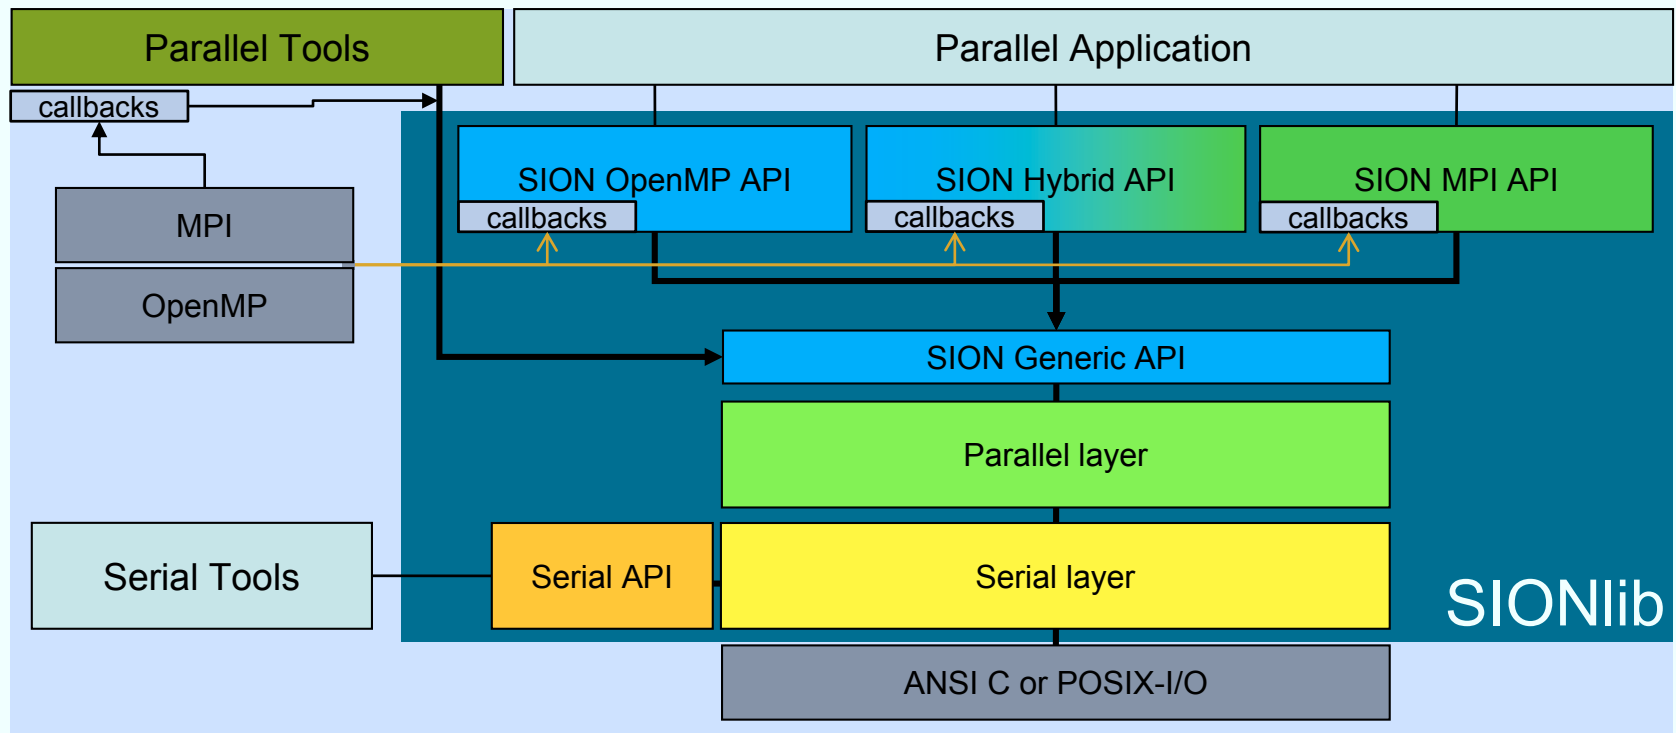 Parallel Tools
Parallel Application
callbacks
SION OpenMP API
callbacks
SION Hybrid API
callbacks
SION MPI API
callbacks
MPI
OpenMP
SION Generic API
Parallel layer
Serial Tools
Serial API
Serial layer
SIONlib
ANSI C or POSIX-I/O